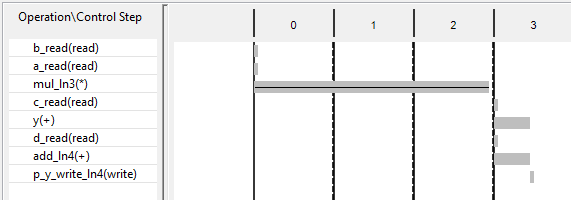 Operation\Control Step
0 1 2 3
b_read(read)
a_read(read)
mul_ln3(*)
c_read(read)
y(+)
d_read(read)
add_ln4(+)
p_y_write_ln4(write)